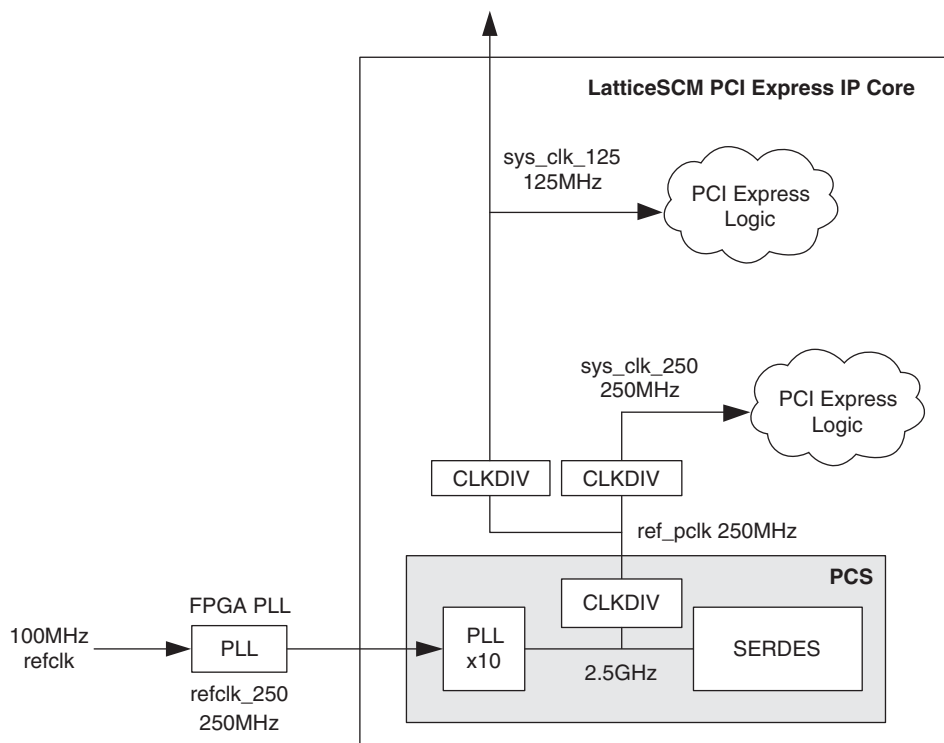 LatticeSCM PCI Express IP Core
sys_clk_125
125MHz
PCI Express
Logic
sys_clk_250
250MHz
PCI Express
Logic
CLKDIV
CLKDIV
ref_pclk 250MHz
PCS
CLKDIV
FPGA PLL
100MHz
refclk
PLL
PLL
x10
2.5GHz
SERDES
refclk_250
250MHz